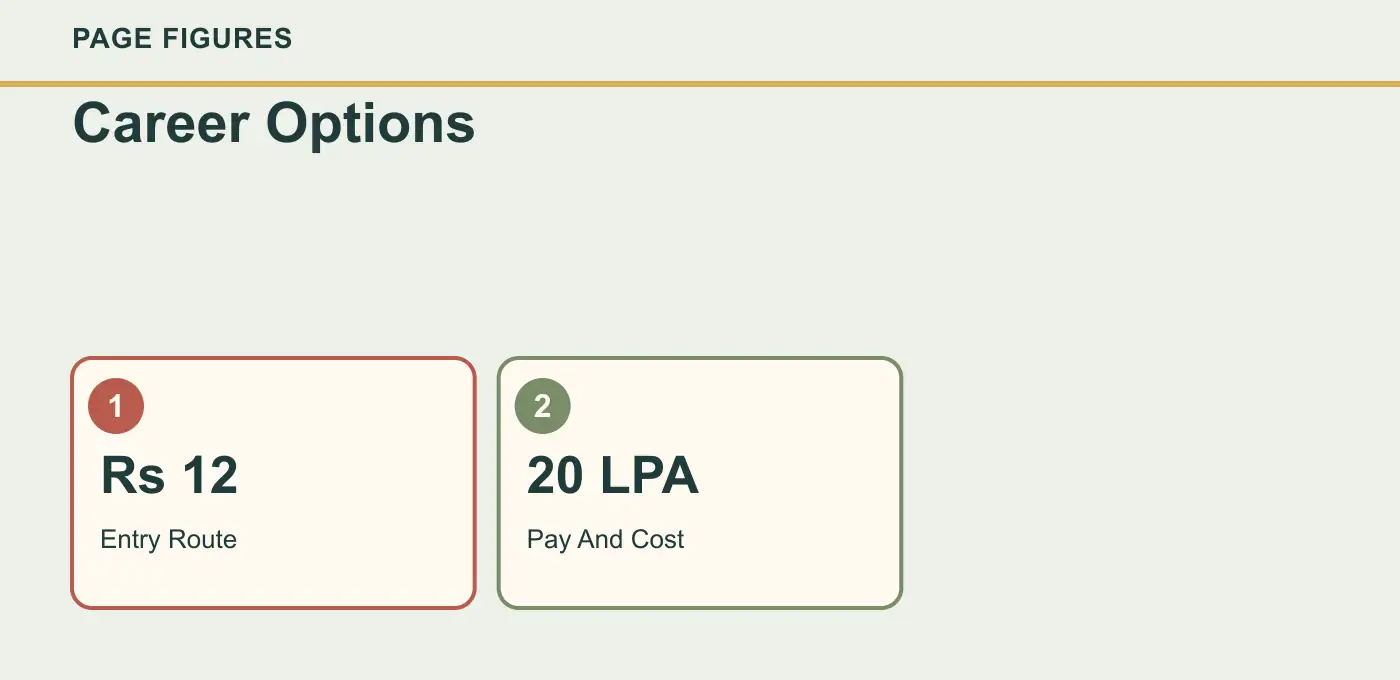 PAGE FIGURES
Career Options
1
Rs 12
Entry Route
2
20 LPA
Pay And Cost